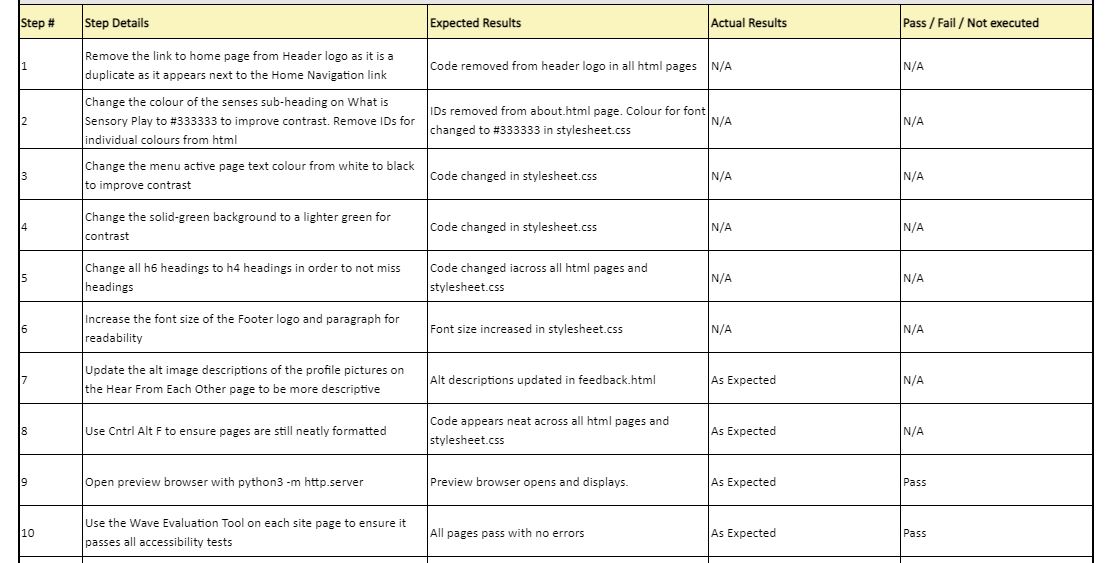 Step # Step Details Expected Results Actual Results Pass / Fail / Not executed
1 Remove the link to home page from Header logo as it is a
duplicate as it appears next to the Home Navigation link
Code removed from header logo in all html pages N/A N/A
2 Change the colour of the senses sub-heading on What is
Sensory Play to #333333 to improve contrast. Remove IDs for
individual colours from html
IDs removed from about.html page. Colour for font
changed to #333333 in stylesheet.css
N/A N/A
3 Change the menu active page text colour from white to black
to improve contrast
Code changed in stylesheet.css N/A N/A
4 Change the solid-green background to a lighter green for
contrast
Code changed in stylesheet.css N/A N/A
5 Change all h6 headings to h4 headings in order to not miss
headings
Code changed iacross all html pages and
stylesheet.css
N/A N/A
6 Increase the font size of the Footer logo and paragraph for
readability
Font size increased in stylesheet.css N/A N/A
7 Update the alt image descriptions of the profile pictures on
the Hear From Each Other page to be more descriptive
Alt descriptions updated in feedback.html As Expected N/A
8 Use Cntrl Alt F to ensure pages are still neatly formatted
Code appears neat across all html pages and
stylesheet.css
As Expected N/A
9 Open preview browser with python3 -m http.server Preview browser opens and displays. As Expected Pass
10 Use the Wave Evaluation Tool on each site page to ensure it
passes all accessibility tests
All pages pass with no errors As Expected Pass